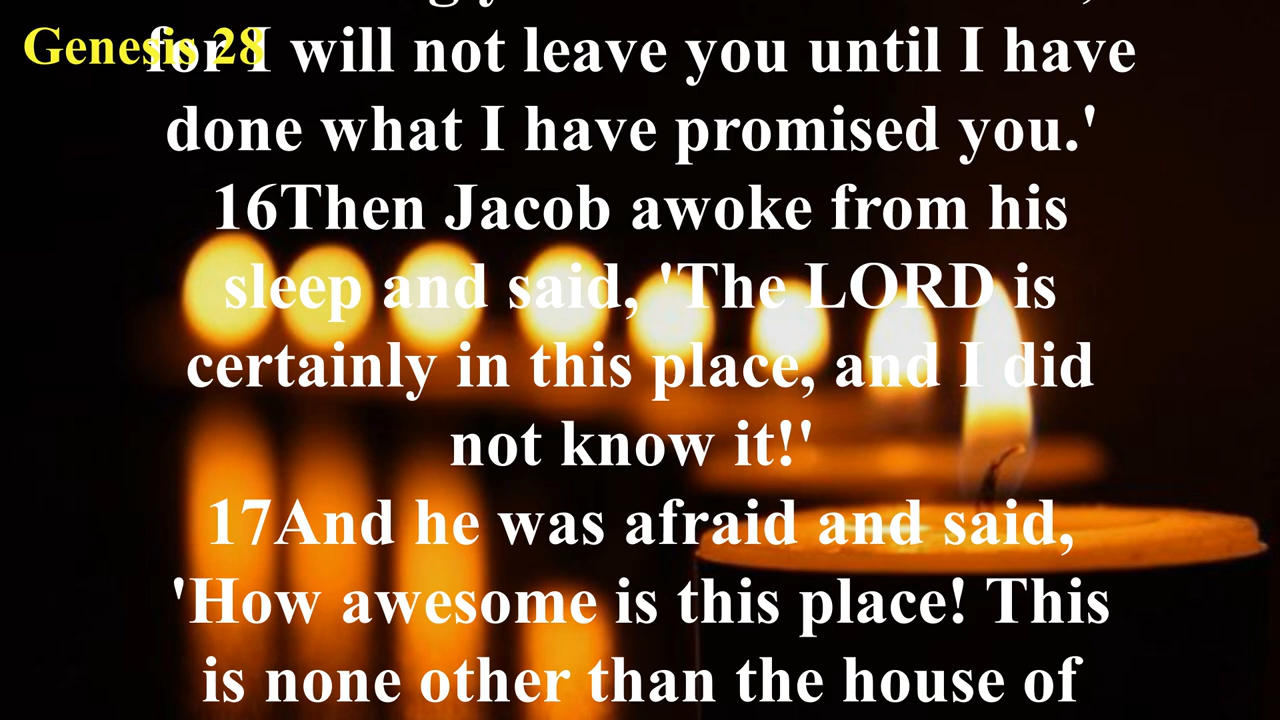 Genesis 28
for I will not leave you until I have
done what I have promised you.'
16Then Jacob awoke from his
sleep and said, 'The LORD is
certainly in this place, and I did
not know it!'
17And he was afraid and said,
'How awesome is this place! This
is none other than the house of